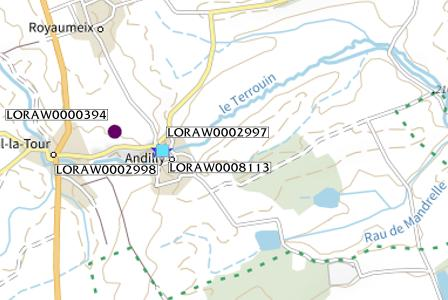 Royaumeix
le Terrouin
LORAW0000394
LORAW0002997
l-la-Tour
Andilly
LORAW0002998
LORAW0008113
Rau de Mandrelle